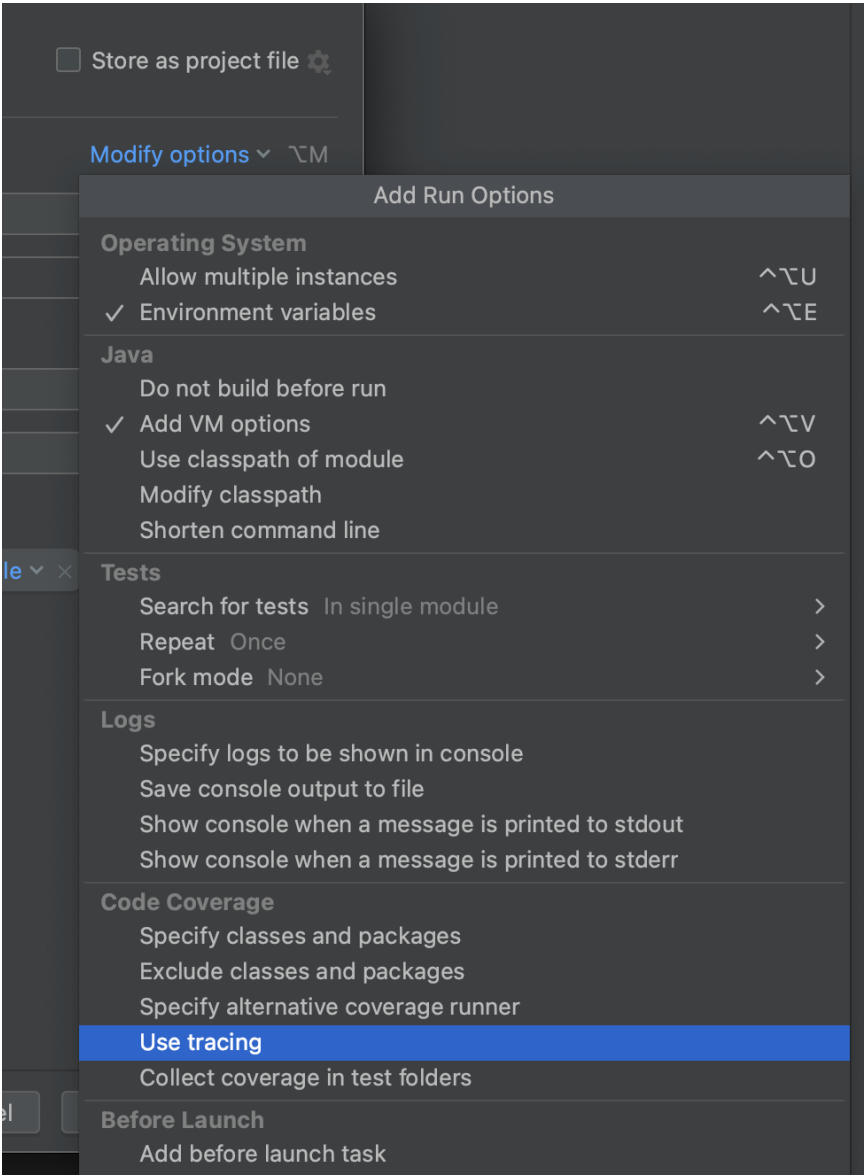 Store as project file
Modify options ⌥M
Add Run Options
Operating System
Allow multiple instances ^⌥U
✓ Environment variables ^⌥E
Java
Do not build before run
✓ Add VM options ^⌥V
Use classpath of module ^⌥O
Modify classpath
Shorten command line
le ×
Tests
Search for tests In single module >
Repeat Once >
Fork mode None >
Logs
Specify logs to be shown in console
Save console output to file
Show console when a message is printed to stdout
Show console when a message is printed to stderr
Code Coverage
Specify classes and packages
Exclude classes and packages
Specify alternative coverage runner
Use tracing
Collect coverage in test folders
el
Before Launch
Add before launch task